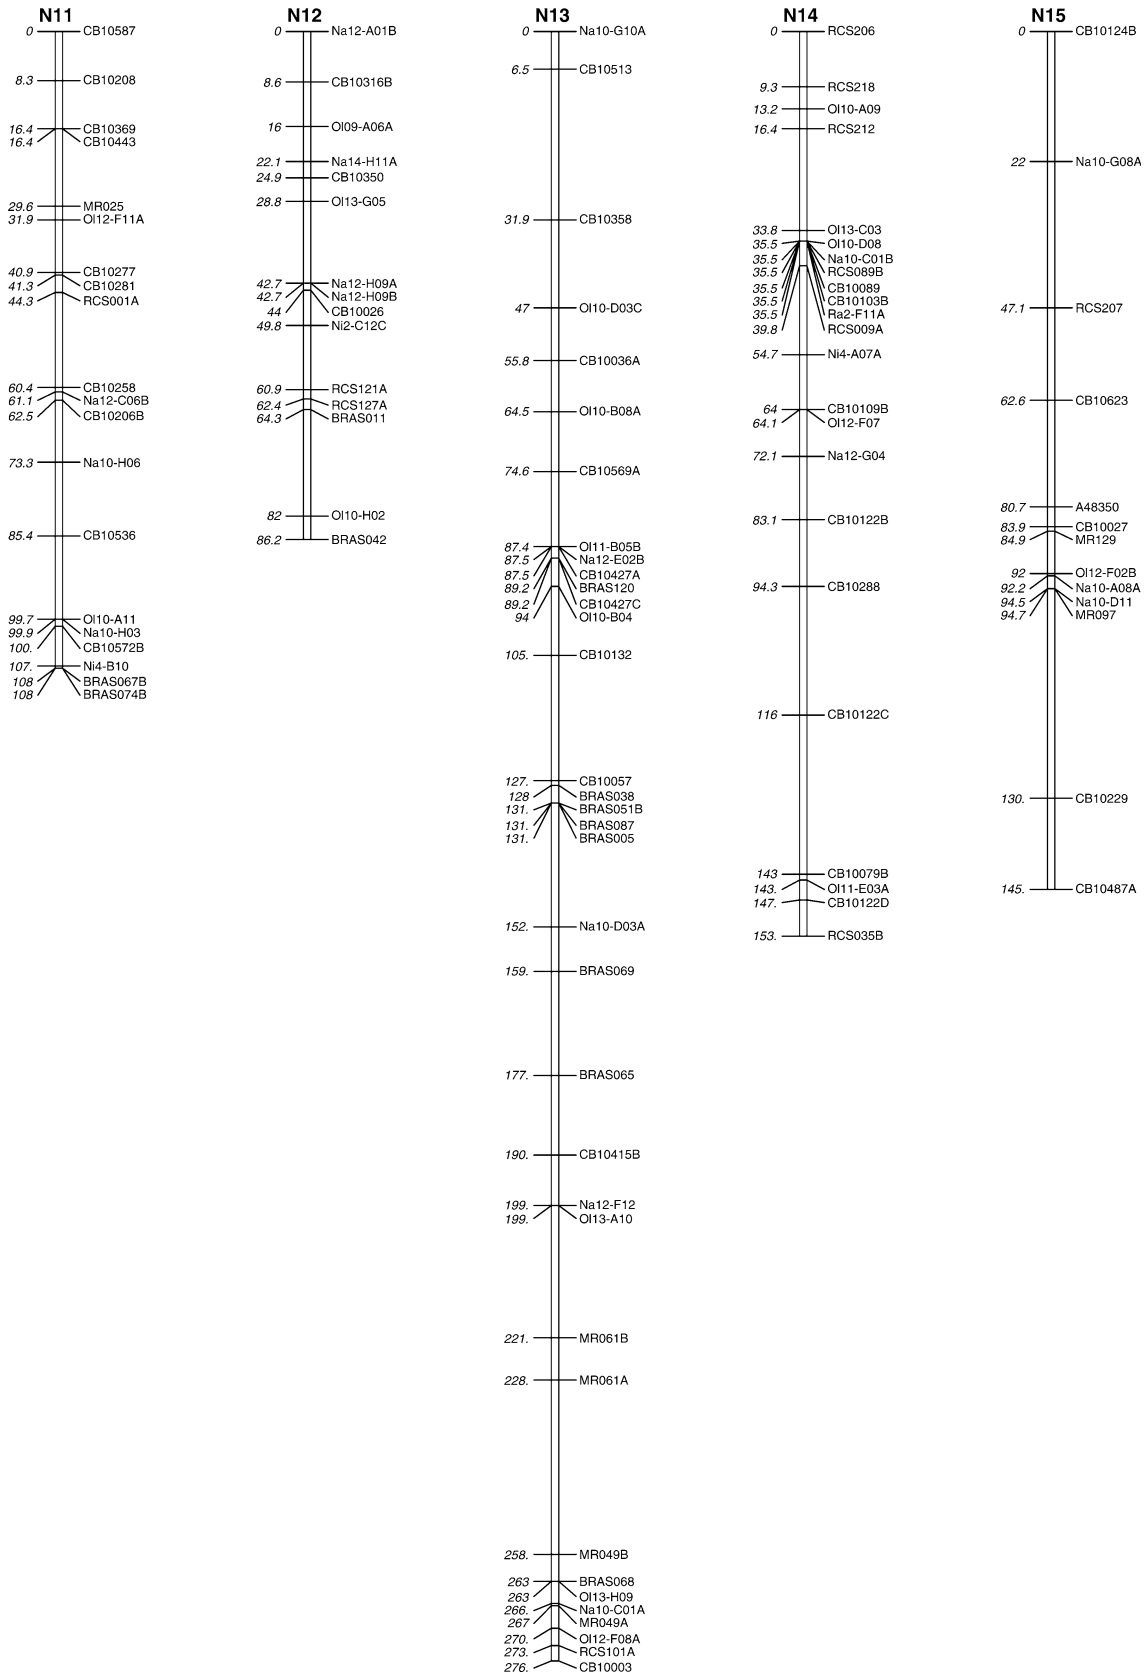 N11
0 CB10587
8.3 CB10208
16.4 CB10369
16.4 CB10443
29.6 MR025
31.9 Ol12-F11A
40.9 CB10277
41.3 CB10281
44.3 RCS001A
60.4 CB10258
61.1 Na12-C06B
62.5 CB10206B
73.3 Na10-H06
85.4 CB10536
99.7 Ol10-A11
99.9 Na10-H03
100. CB10572B
107. Ni4-B10
108 BRAS067B
108 BRAS074B
N12
0 Na12-A01B
8.6 CB10316B
16 Ol09-A06A
22.1 Na14-H11A
24.9 CB10350
28.8 Ol13-G05
42.7 Na12-H09A
42.7 Na12-H09B
44 CB10026
49.8 Ni2-C12C
60.9 RCS121A
62.4 RCS127A
64.3 BRAS011
82 Ol10-H02
86.2 BRAS042
N13
0 Na10-G10A
6.5 CB10513
31.9 CB10358
47 Ol10-D03C
55.8 CB10036A
64.5 Ol10-B08A
74.6 CB10569A
87.4 Ol11-B05B
87.5 Na12-E02B
87.5 CB10427A
89.2 BRAS120
89.2 CB10427C
94 Ol10-B04
105. CB10132
127. CB10057
128 BRAS038
131. BRAS051B
131. BRAS087
131. BRAS005
152. Na10-D03A
159. BRAS069
177. BRAS065
190. CB10415B
199. Na12-F12
199. Ol13-A10
221. MR061B
228. MR061A
258. MR049B
263 BRAS068
263 Ol13-H09
266. Na10-C01A
267 MR049A
270. Ol12-F08A
273. RCS101A
276. CB10003
N14
0 RCS206
9.3 RCS218
13.2 Ol10-A09
16.4 RCS212
33.8 Ol13-C03
35.5 Ol10-D08
35.5 Na10-C01B
35.5 RCS089B
35.5 CB10089
35.5 CB10103B
35.5 Ra2-F11A
39.8 RCS009A
54.7 Ni4-A07A
64 CB10109B
64.1 Ol12-F07
72.1 Na12-G04
83.1 CB10122B
94.3 CB10288
116 CB10122C
143 CB10079B
143. Ol11-E03A
147. CB10122D
153. RCS035B
N15
0 CB10124B
22 Na10-G08A
47.1 RCS207
62.6 CB10623
80.7 A48350
83.9 CB10027
84.9 MR129
92 Ol12-F02B
92.2 Na10-A08A
94.5 Na10-D11
94.7 MR097
130. CB10229
145. CB10487A